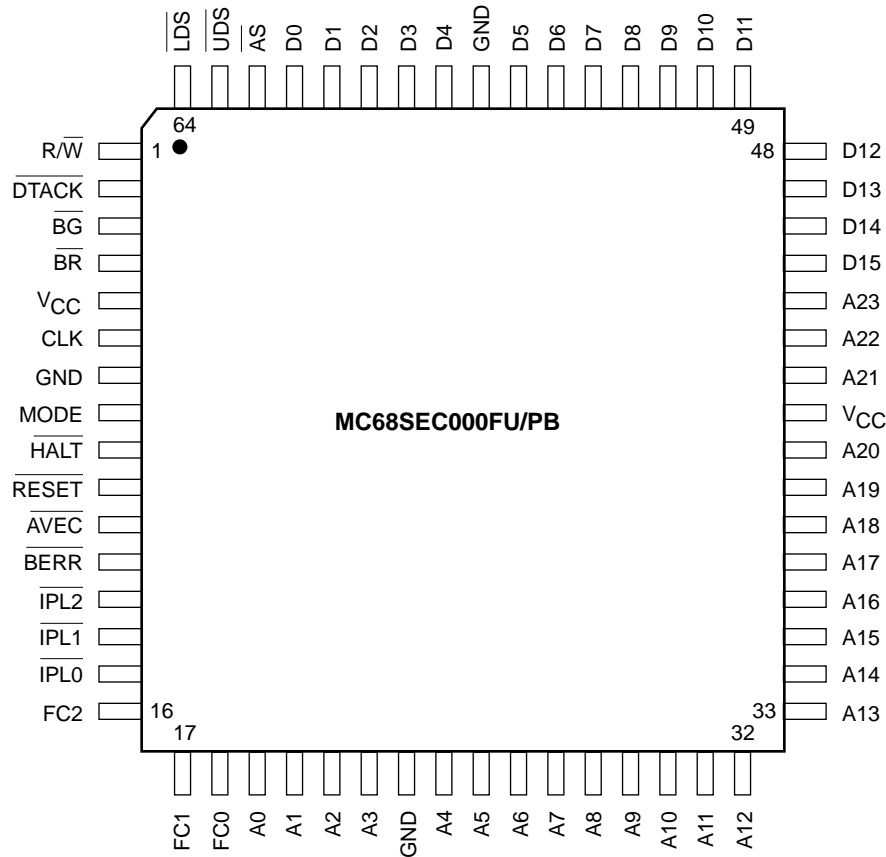 LDS UDS AS D0 D1 D2 D3 D4 GND D5 D6 D7 D8 D9 D10 D11
64 49
R/W 1 48 D12
DTACK D13
BG D14
BR D15
VCC A23
CLK A22
GND A21
MODE VCC
MC68SEC000FU/PB
HALT A20
RESET A19
AVEC A18
BERR A17
IPL2 A16
IPL1 A15
IPL0 A14
FC2 16 33 A13
17 32
FC1 FC0 A0 A1 A2 A3 GND A4 A5 A6 A7 A8 A9 A10 A11 A12